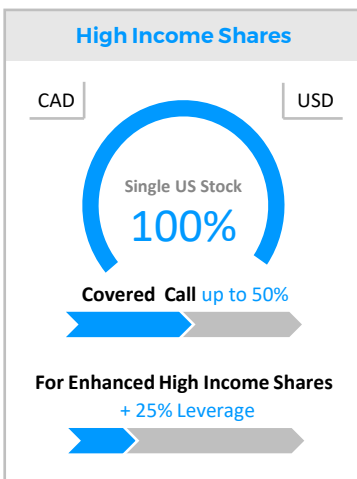 High Income Shares
CAD
USD
Single US Stock
100%
Covered Call up to 50%
For Enhanced High Income Shares
+ 25% Leverage